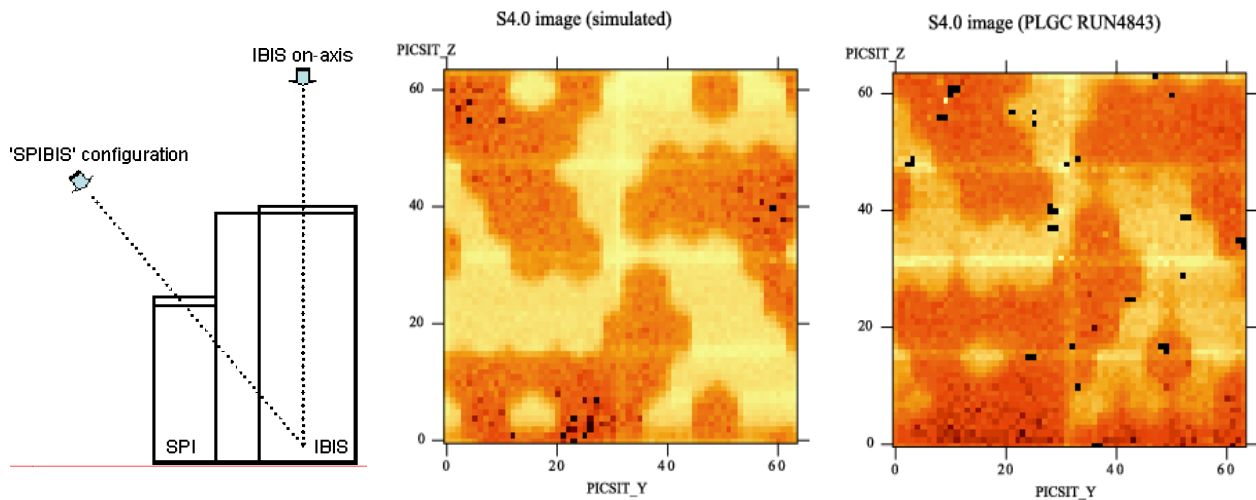 IBIS on-axis
'SPIBIS' configuration
SPI
IBIS
S4.0 image (simulated)
PICSIT_Z
60
40
20
0
0
20
40
60
PICSIT_Y
S4.0 image (PLGC RUN4843)
PICSIT_Z
60
40
20
0
0
20
40
60
PICSIT_Y